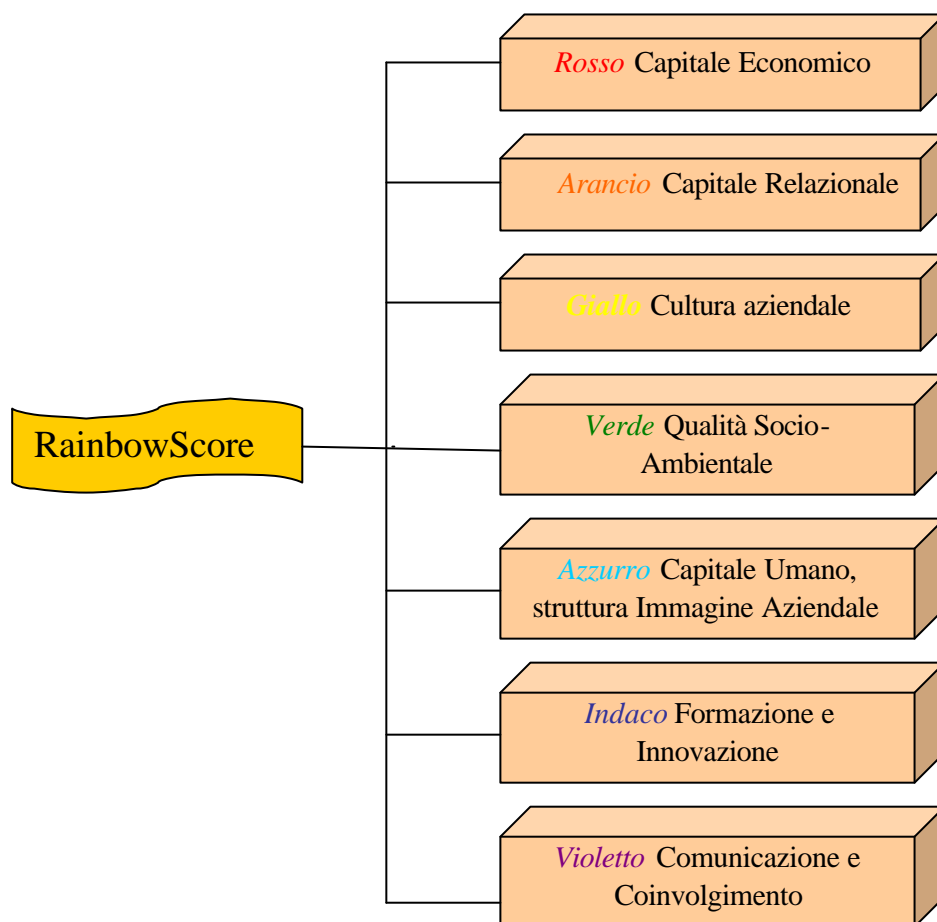 Rosso Capitale Economico
Arancio Capitale Relazionale
Giallo Cultura aziendale
RainbowScore
Verde Qualità Socio-
Ambientale
Azzurro Capitale Umano,
struttura Immagine Aziendale
Indaco Formazione e
Innovazione
Violetto Comunicazione e
Coinvolgimento